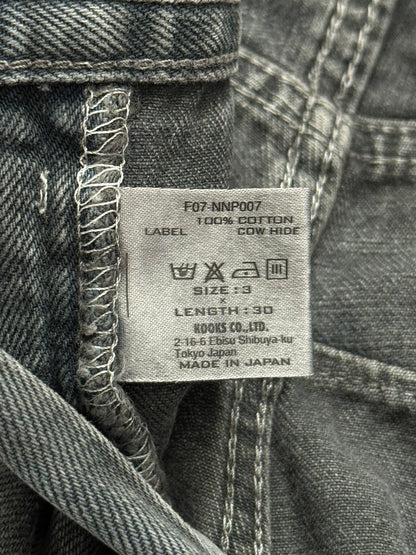 F07-NNP007
100% COTTON
LABEL COW HIDE
SIZE : 3
x
LENGTH : 30
KOOKS CO.,LTD.
2-16-6 Ebisu Shibuya-ku
Tokyo Japan
MADE IN JAPAN